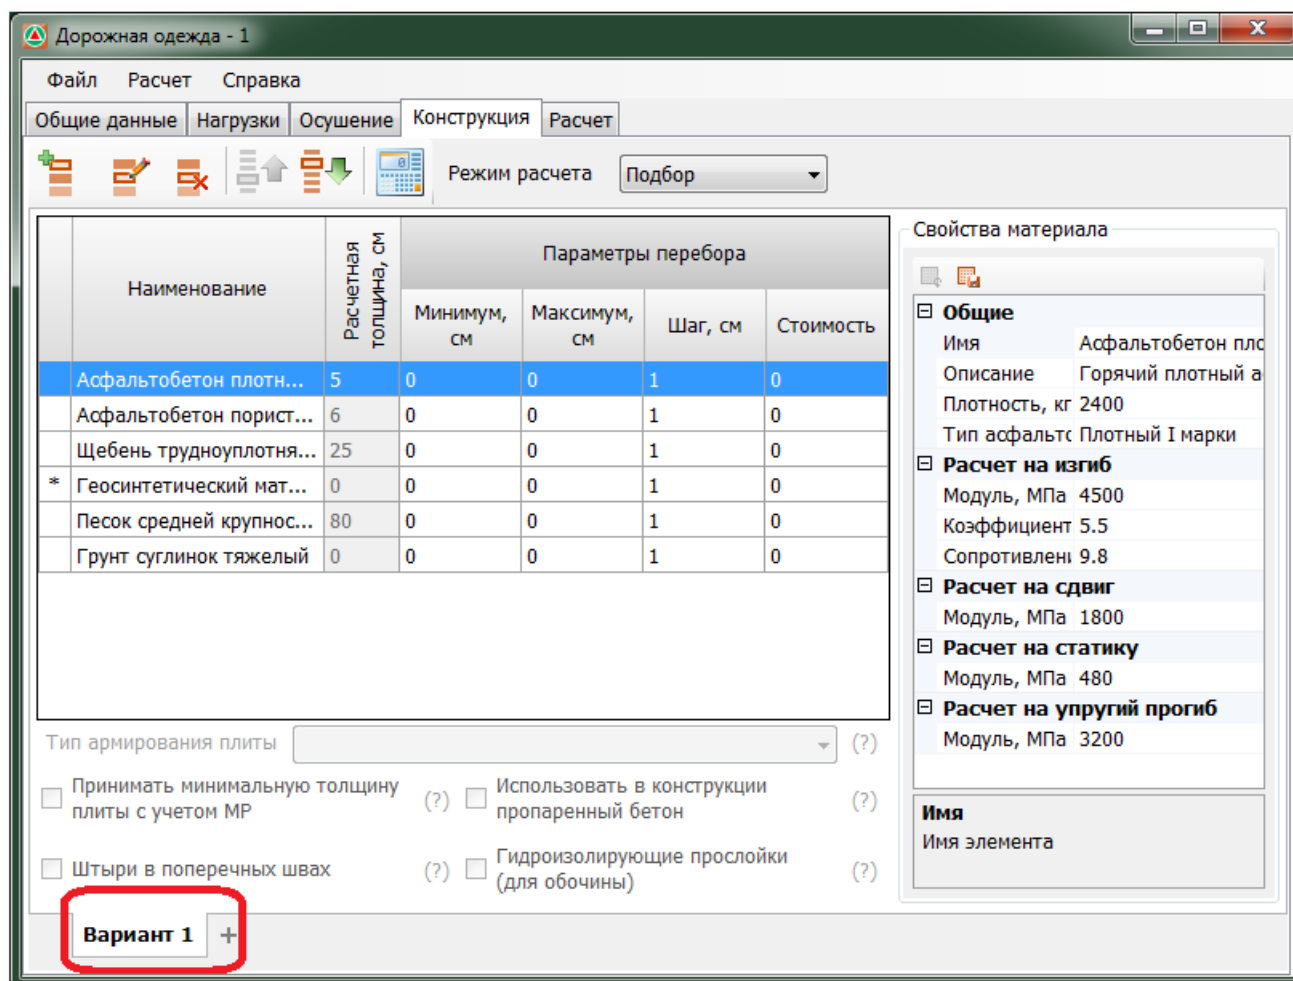 Дорожная одежда - 1
Файл Расчет Справка
Общие данные Нагрузки Осушение Конструкция Расчет
Режим расчета Подбор
Наименование
Расчетная
толщина, см
Параметры перебора
Минимум,
см
Максимум,
см
Шаг, см
Стоимость
Асфальтобетон плотн... 5 0 0 1 0
Асфальтобетон порист... 6 0 0 1 0
Щебень трудноуплотня... 25 0 0 1 0
* Геосинтетический мат... 0 0 0 1 0
Песок средней крупнос... 80 0 0 1 0
Грунт суглинок тяжелый 0 0 0 1 0
Тип армирования плиты (?)
Принимать минимальную толщину
плиты с учетом МР (?)
Использовать в конструкции
пропаренный бетон (?)
Штыри в поперечных швах (?)
Гидроизолирующие прослойки
(для обочины) (?)
Вариант 1 +
Свойства материала
Общие
Имя Асфальтобетон пло
Описание Горячий плотный а
Плотность, кг 2400
Тип асфальто Плотный I марки
Расчет на изгиб
Модуль, МПа 4500
Коэффициент 5.5
Сопротивлени 9.8
Расчет на сдвиг
Модуль, МПа 1800
Расчет на статику
Модуль, МПа 480
Расчет на упругий прогиб
Модуль, МПа 3200
Имя
Имя элемента